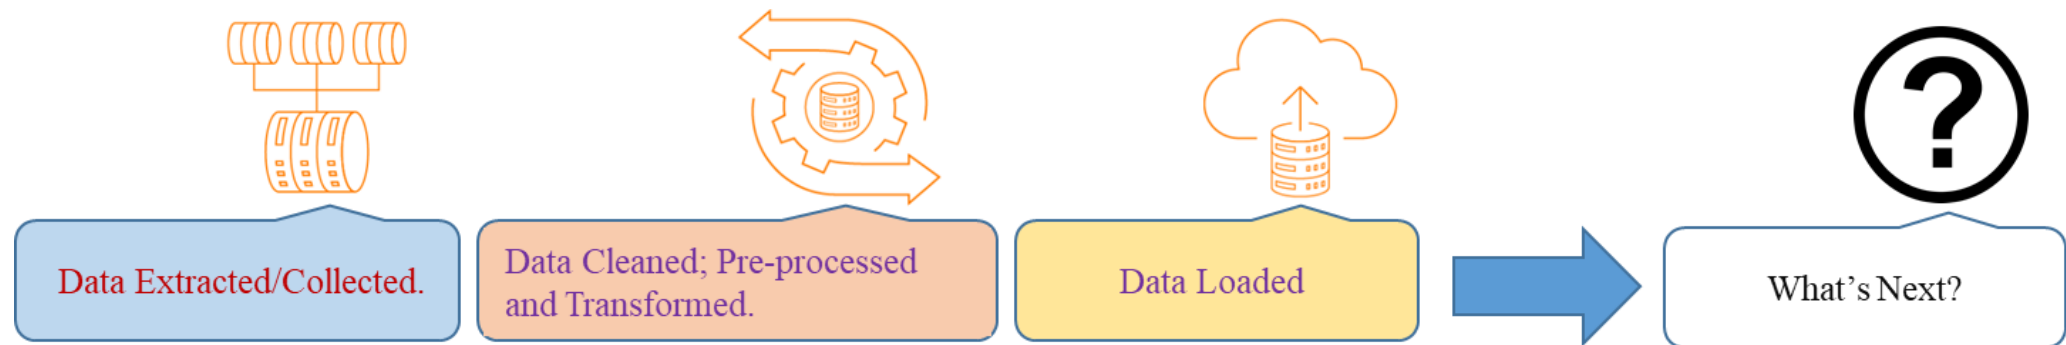 Data Extracted/Collected.
Data Cleaned; Pre-processed
and Transformed.
Data Loaded
What's Next?
?